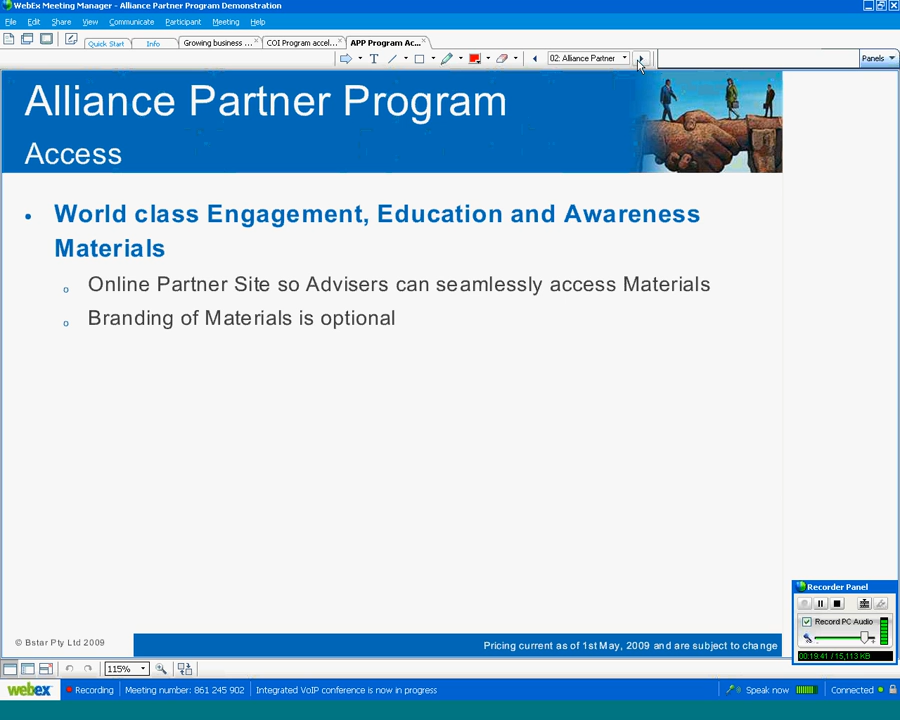 WebEx Meeting Manager - Alliance Partner Program Demonstration
File Edit Share View Communicate Participant Meeting Help
Quick Start Info Growing business ... COI Program accel... APP Program Ac...
T 02: Alliance Partner Panels
Alliance Partner Program
Access
• World class Engagement, Education and Awareness
Materials
o Online Partner Site so Advisers can seamlessly access Materials
o Branding of Materials is optional
Recorder Panel
Record PC Audio
00:19:41 / 15,113 KB
© Bstar Pty Ltd 2009
Pricing current as of 1st May, 2009 and are subject to change
115%
webex Recording Meeting number: 861 245 902 Integrated VoIP conference is now in progress Speak now Connected